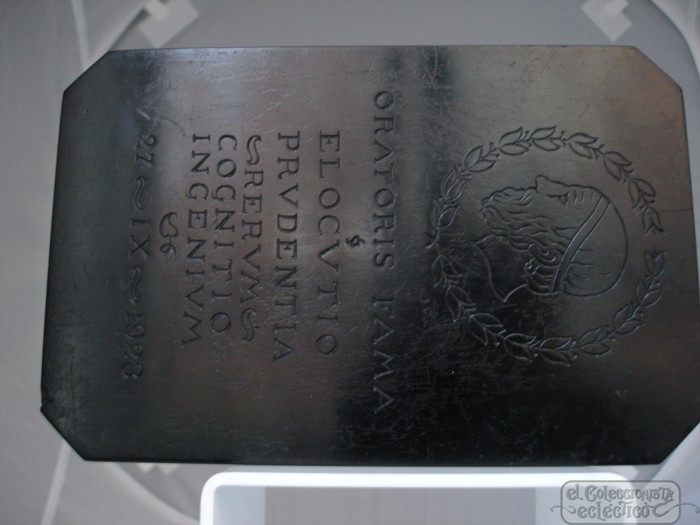 ORATORIS FAMA
ELOCVTIO
PRVDENTIA
RERVM
COGNITIO
INGENIVM
27 ~ IX ~ 1923
el Coleccionista
ecléctico